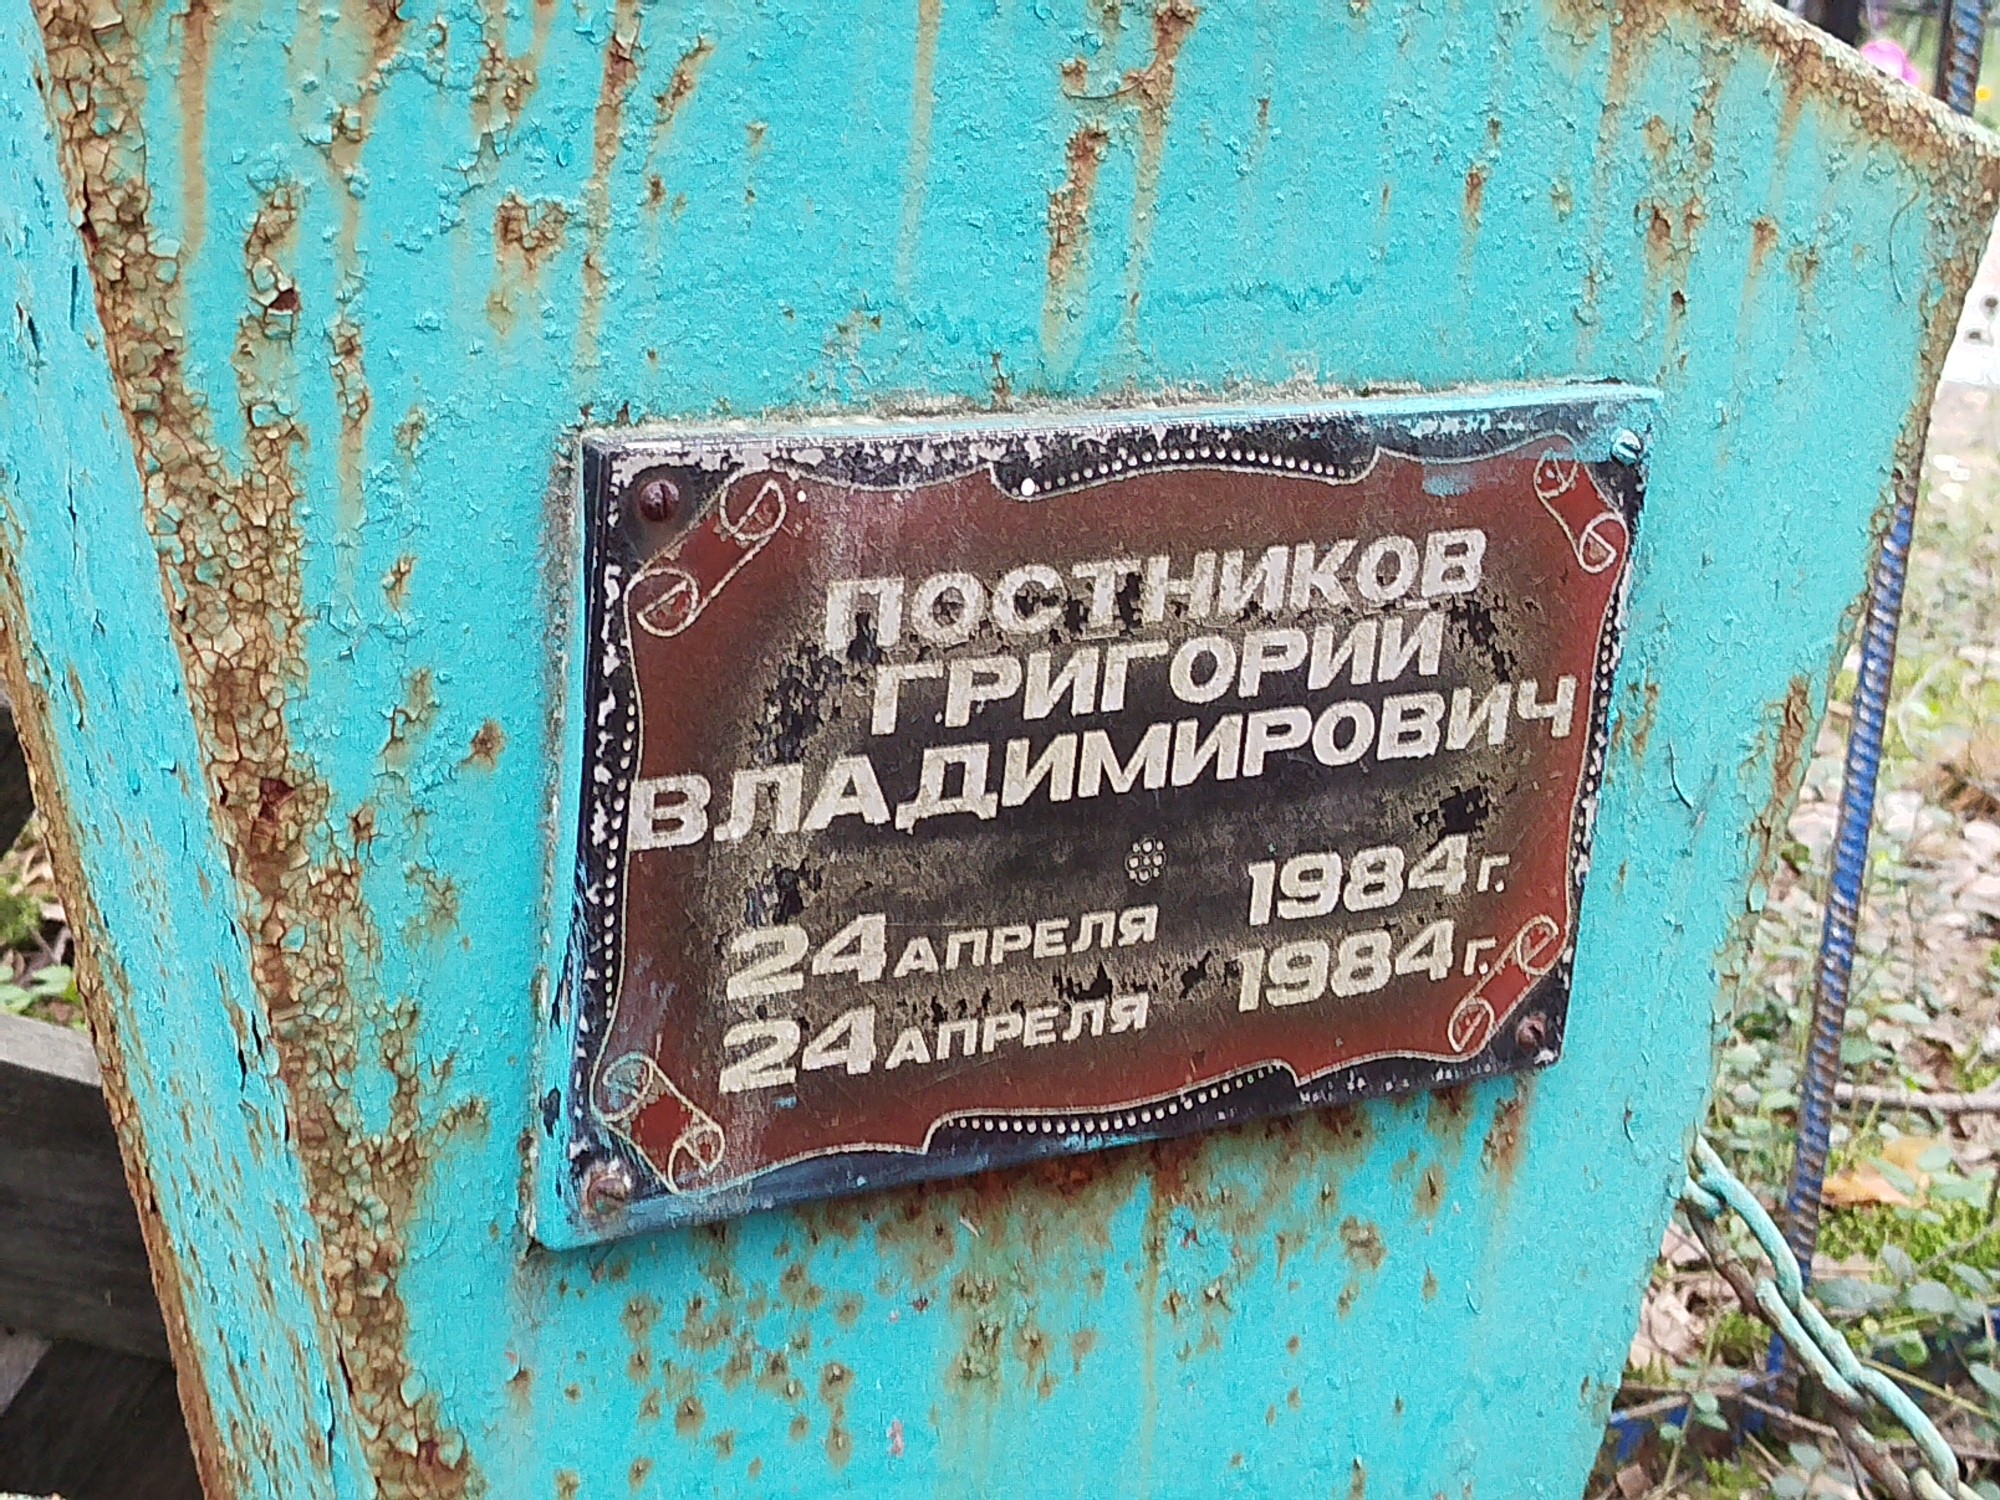 ПОСТНИКОВ
ГРИГОРИЙ
ВЛАДИМИРОВИЧ
24 АПРЕЛЯ 1984 г.
24 АПРЕЛЯ 1984 г.